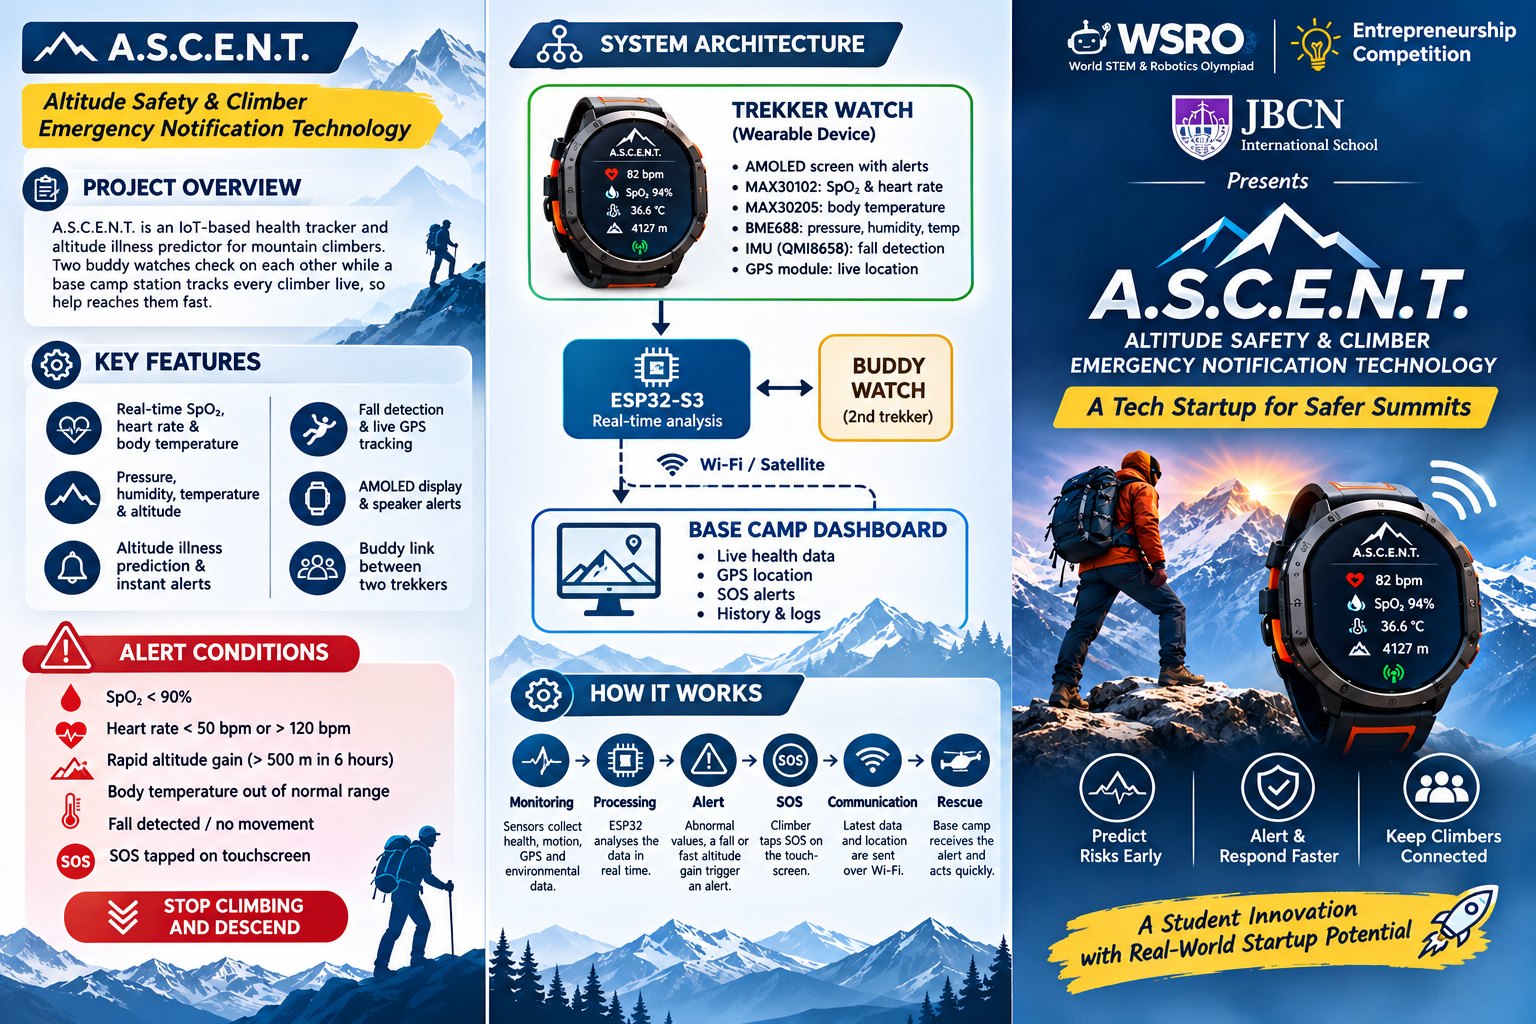 A.S.C.E.N.T.
Altitude Safety & Climber
Emergency Notification Technology
PROJECT OVERVIEW
A.S.C.E.N.T. is an IoT-based health tracker and
altitude illness predictor for mountain climbers.
Two buddy watches check on each other while a
base camp station tracks every climber live, so
help reaches them fast.
KEY FEATURES
Real-time SpO₂,
heart rate &
body temperature
Fall detection
& live GPS
tracking
Pressure,
humidity, temperature
& altitude
AMOLED display
& speaker alerts
Altitude illness
prediction &
instant alerts
Buddy link
between
two trekkers
ALERT CONDITIONS
SpO₂ < 90%
Heart rate < 50 bpm or > 120 bpm
Rapid altitude gain (> 500 m in 6 hours)
Body temperature out of normal range
Fall detected / no movement
SOS
SOS tapped on touchscreen
STOP CLIMBING
AND DESCEND
SYSTEM ARCHITECTURE
A.S.C.E.N.T.
82 bpm
SpO₂ 94%
36.6 °C
4127 m
TREKKER WATCH
(Wearable Device)
• AMOLED screen with alerts
• MAX30102: SpO₂ & heart rate
• MAX30205: body temperature
• BME688: pressure, humidity, temp
• IMU (QMI8658): fall detection
• GPS module: live location
ESP32-S3
Real-time analysis
BUDDY
WATCH
(2nd trekker)
Wi-Fi / Satellite
BASE CAMP DASHBOARD
• Live health data
• GPS location
• SOS alerts
• History & logs
HOW IT WORKS
SOS
Monitoring
Sensors collect
health, motion,
GPS and
environmental
data.
Processing
ESP32
analyses the
data in
real time.
Alert
Abnormal
values, a fall or
fast altitude
gain trigger
an alert.
SOS
Climber
taps SOS on
the touch-
screen.
Communication
Latest data
and location
are sent
over Wi-Fi.
Rescue
Base camp
receives the
alert and
acts quickly.
WSRO
World STEM & Robotics Olympiad
Entrepreneurship
Competition
JBCN
International School
Presents
A.S.C.E.N.T.
ALTITUDE SAFETY & CLIMBER
EMERGENCY NOTIFICATION TECHNOLOGY
A Tech Startup for Safer Summits
A.S.C.E.N.T.
82 bpm
SpO₂ 94%
36.6 °C
4127 m
Predict
Risks Early
Alert &
Respond Faster
Keep Climbers
Connected
A Student Innovation
with Real-World Startup Potential